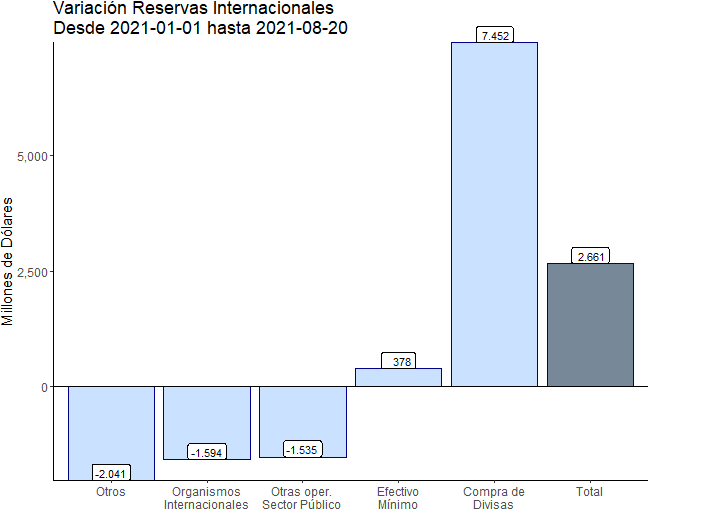 Variación Reservas Internacionales
Desde 2021-01-01 hasta 2021-08-20
Millones de Dólares
5,000
2,500
0
-2.041
-1.594
-1.535
378
7.452
2.661
Otros
Organismos
Internacionales
Otras oper.
Sector Público
Efectivo
Mínimo
Compra de
Divisas
Total